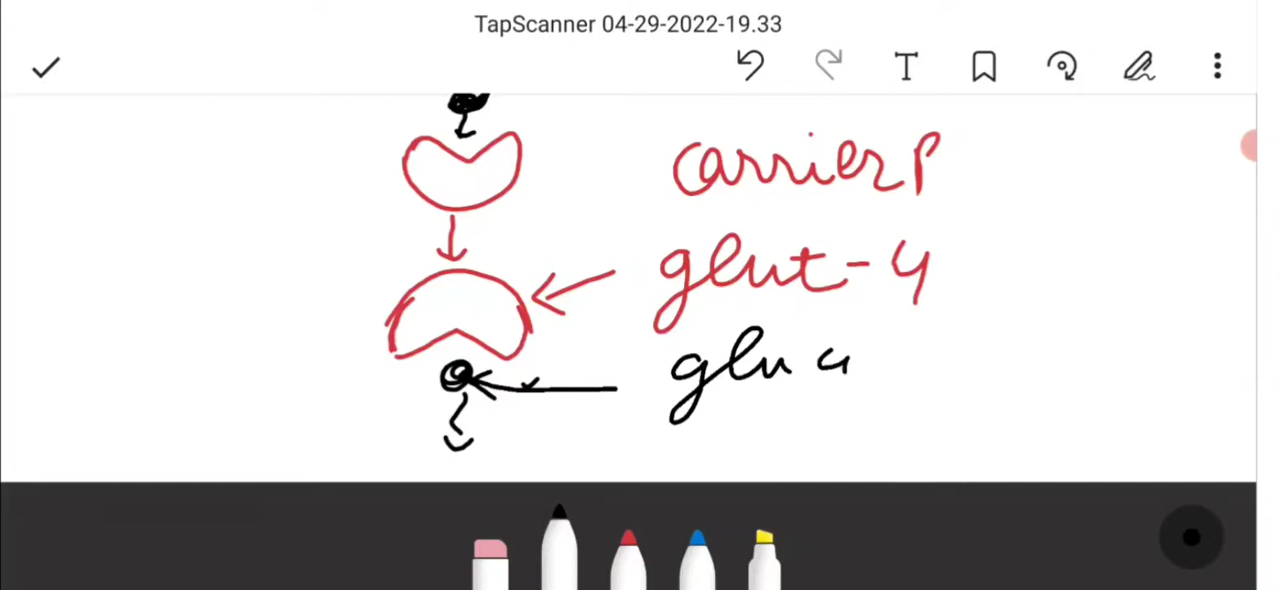 TapScanner 04-29-2022-19.33
T
carrier P
glut-4
glu